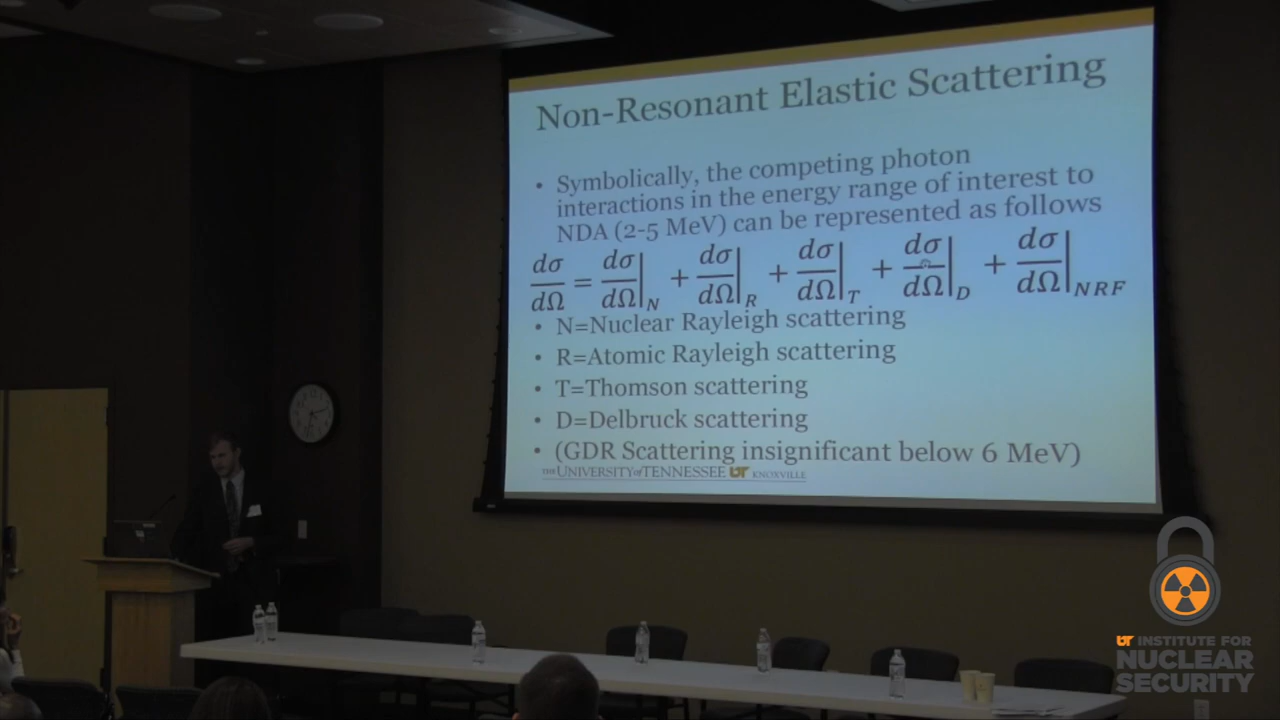 Non-Resonant Elastic Scattering
• Symbolically, the competing photon
interactions in the energy range of interest to
NDA (2-5 MeV) can be represented as follows
dσ/dΩ = dσ/dΩ|N + dσ/dΩ|R + dσ/dΩ|T + dσ/dΩ|D + dσ/dΩ|NRF
• N=Nuclear Rayleigh scattering
• R=Atomic Rayleigh scattering
• T=Thomson scattering
• D=Delbruck scattering
• (GDR Scattering insignificant below 6 MeV)
THE UNIVERSITY of TENNESSEE UT KNOXVILLE
UT INSTITUTE FOR
NUCLEAR
SECURITY